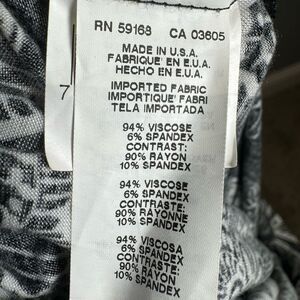 RN 59168 CA 03605
MADE IN U.S.A.
FABRIQUE' EN E.U.A.
HECHO EN E.U.A.
7
IMPORTED FABRIC
IMPORTIQUE' FABRI
TELA IMPORTADA
94% VISCOSE
6% SPANDEX
CONTRAST:
90% RAYON
10% SPANDEX
94% VISCOSE
6% SPANDEX
CONTRASTE:
90% RAYONNE
10% SPANDEX
94% VISCOSA
6% SPANDEX
CONTRASTE:
90% RAYON
10% SPANDEX